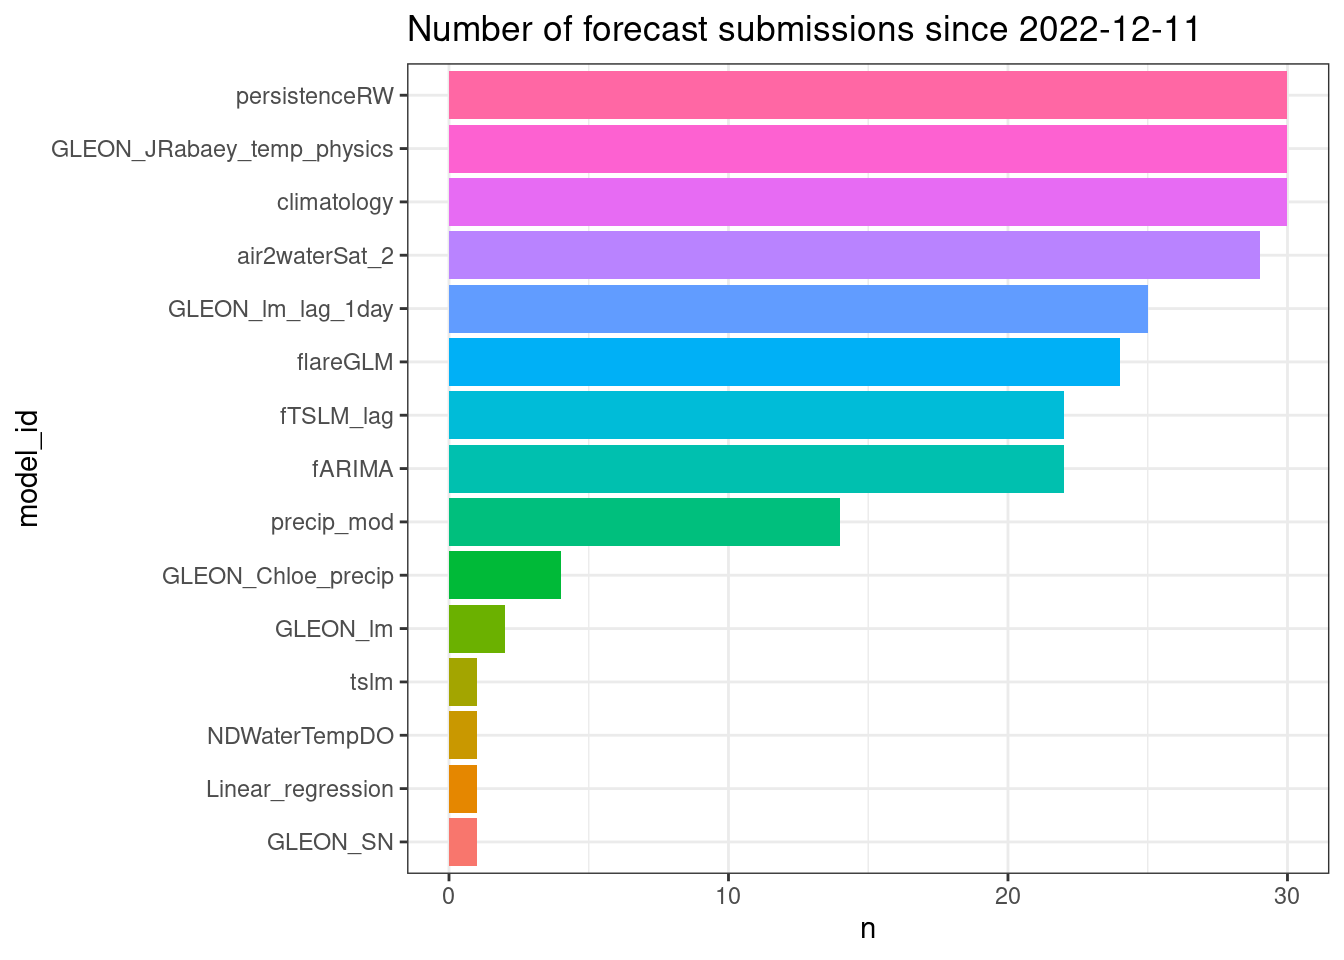 Number of forecast submissions since 2022-12-11
persistenceRW
GLEON_JRabaey_temp_physics
climatology
air2waterSat_2
GLEON_lm_lag_1day
flareGLM
fTSLM_lag
fARIMA
precip_mod
GLEON_Chloe_precip
GLEON_lm
tslm
NDWaterTempDO
Linear_regression
GLEON_SN
model_id
0 10 20 30
n